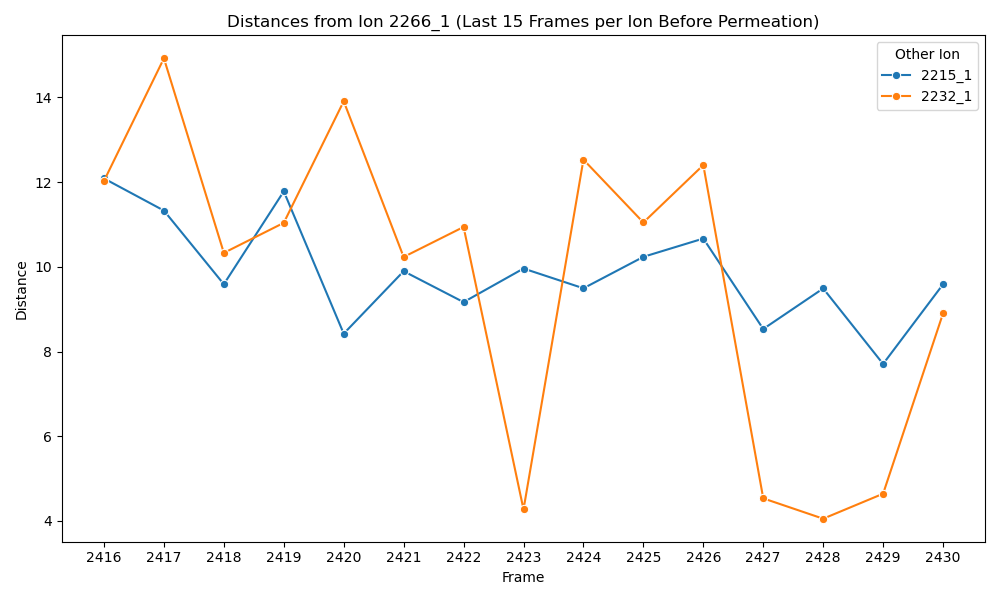 Distances from Ion 2266_1 (Last 15 Frames per Ion Before Permeation)
Other Ion
2215_1
2232_1
Distance
14
12
10
8
6
4
2416 2417 2418 2419 2420 2421 2422 2423 2424 2425 2426 2427 2428 2429 2430
Frame